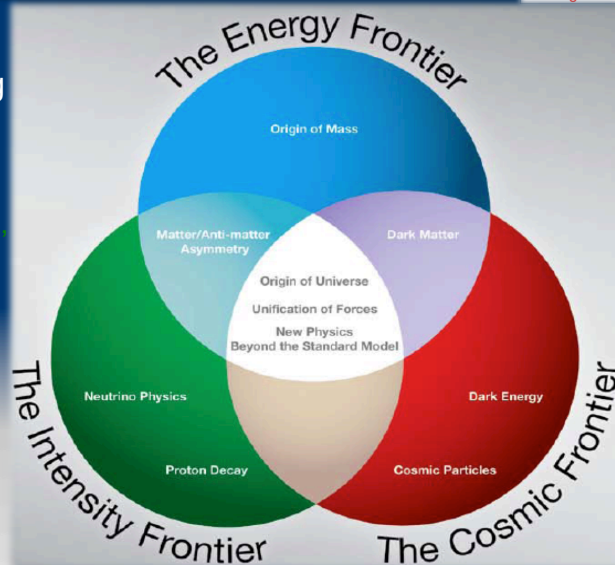 The Energy Frontier
Origin of Mass
Matter/Anti-matter
Asymmetry
Dark Matter
Origin of Universe
Unification of Forces
New Physics
Beyond the Standard Model
Neutrino Physics
Dark Energy
Proton Decay
Cosmic Particles
The Intensity Frontier
The Cosmic Frontier